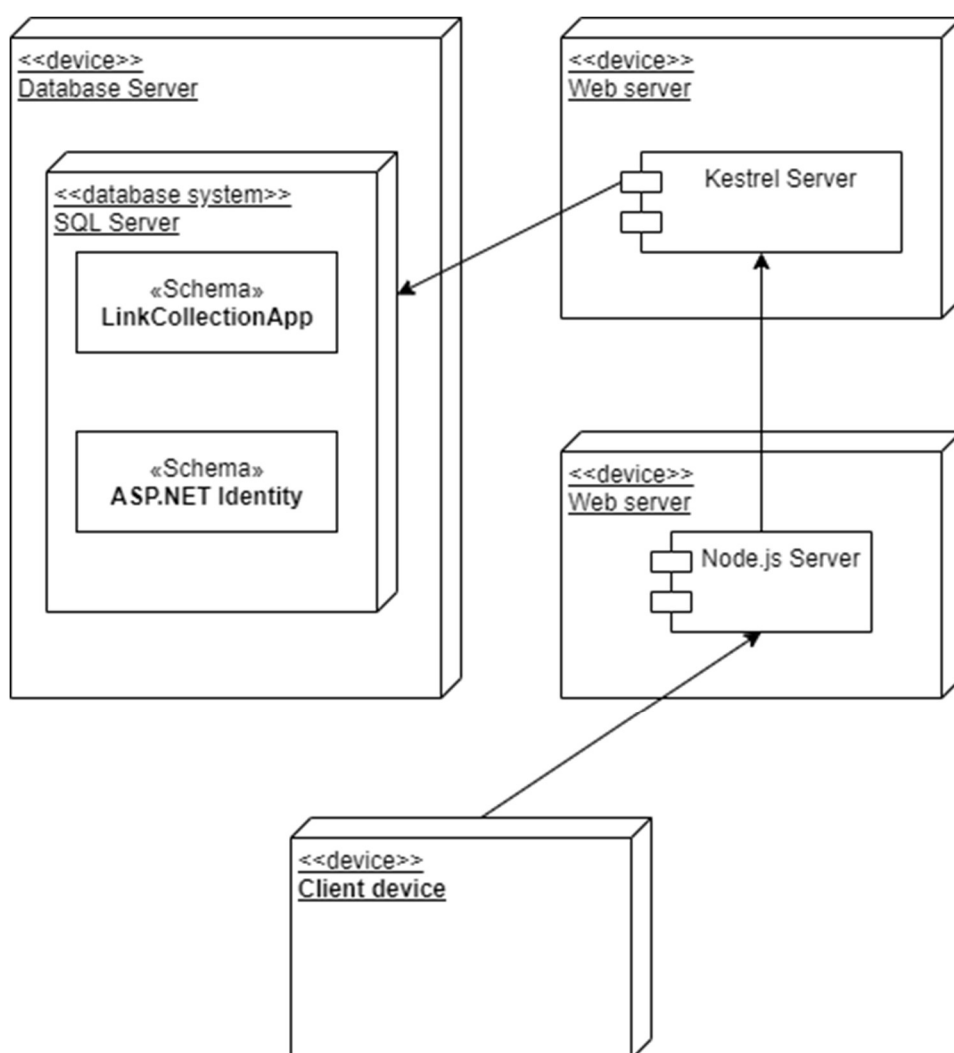 <<device>>
Database Server
<<database system>>
SQL Server
«Schema»
LinkCollectionApp
«Schema»
ASP.NET Identity
<<device>>
Web server
Kestrel Server
<<device>>
Web server
Node.js Server
<<device>>
Client device